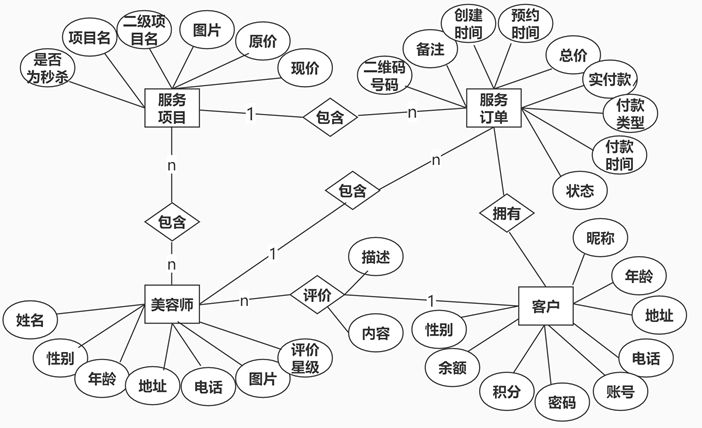 是否
为秒杀
项目名
二级项
目名
图片
原价
现价
服务
项目
1
包含
n
二维码
号码
备注
创建
时间
预约
时间
总价
实付款
付款
类型
付款
时间
状态
服务
订单
n
包含
n
1
包含
n
拥有
美容师
n
评价
1
描述
内容
客户
姓名
性别
年龄
地址
电话
图片
评价
星级
昵称
年龄
地址
电话
账号
密码
积分
余额
性别